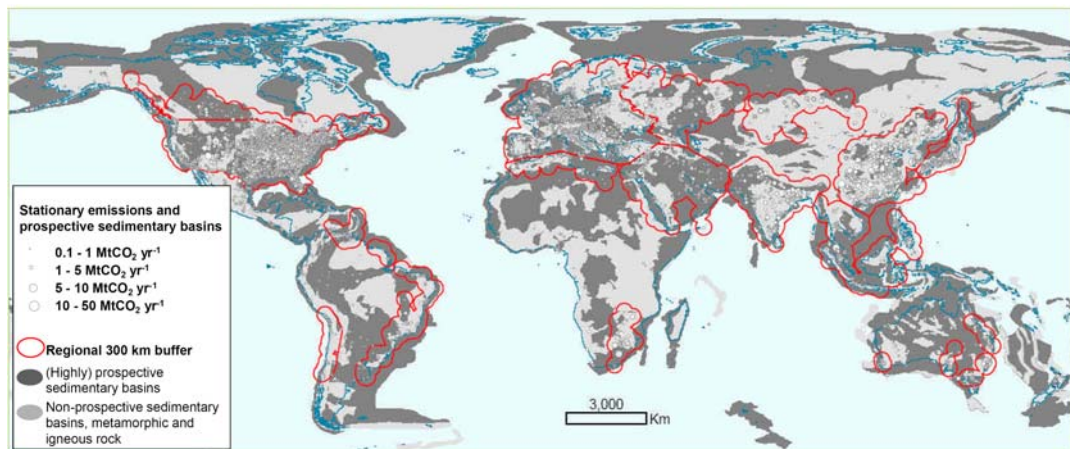 Stationary emissions and
prospective sedimentary basins
0.1 - 1 MtCO₂ yr⁻¹
1 - 5 MtCO₂ yr⁻¹
5 - 10 MtCO₂ yr⁻¹
10 - 50 MtCO₂ yr⁻¹
Regional 300 km buffer
(Highly) prospective
sedimentary basins
Non-prospective sedimentary
basins, metamorphic and
igneous rock
3,000
Km